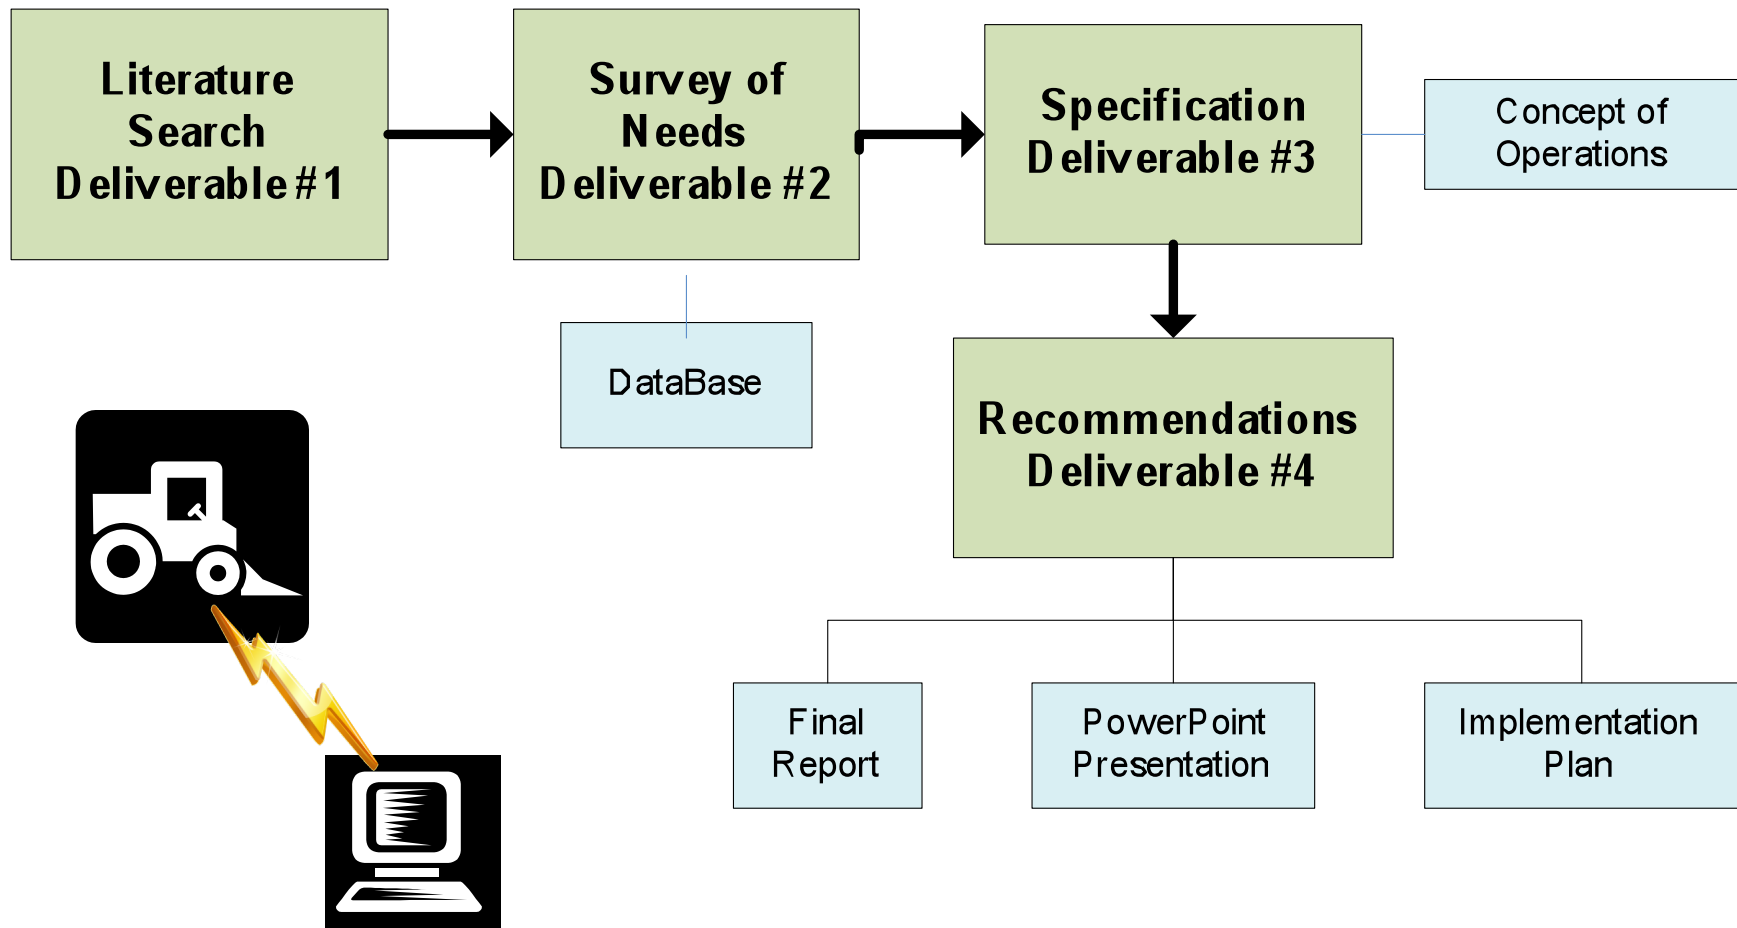 Literature
Search
Deliverable #1
Survey of
Needs
Deliverable #2
Specification
Deliverable #3
Concept of
Operations
DataBase
Recommendations
Deliverable #4
Final
Report
PowerPoint
Presentation
Implementation
Plan